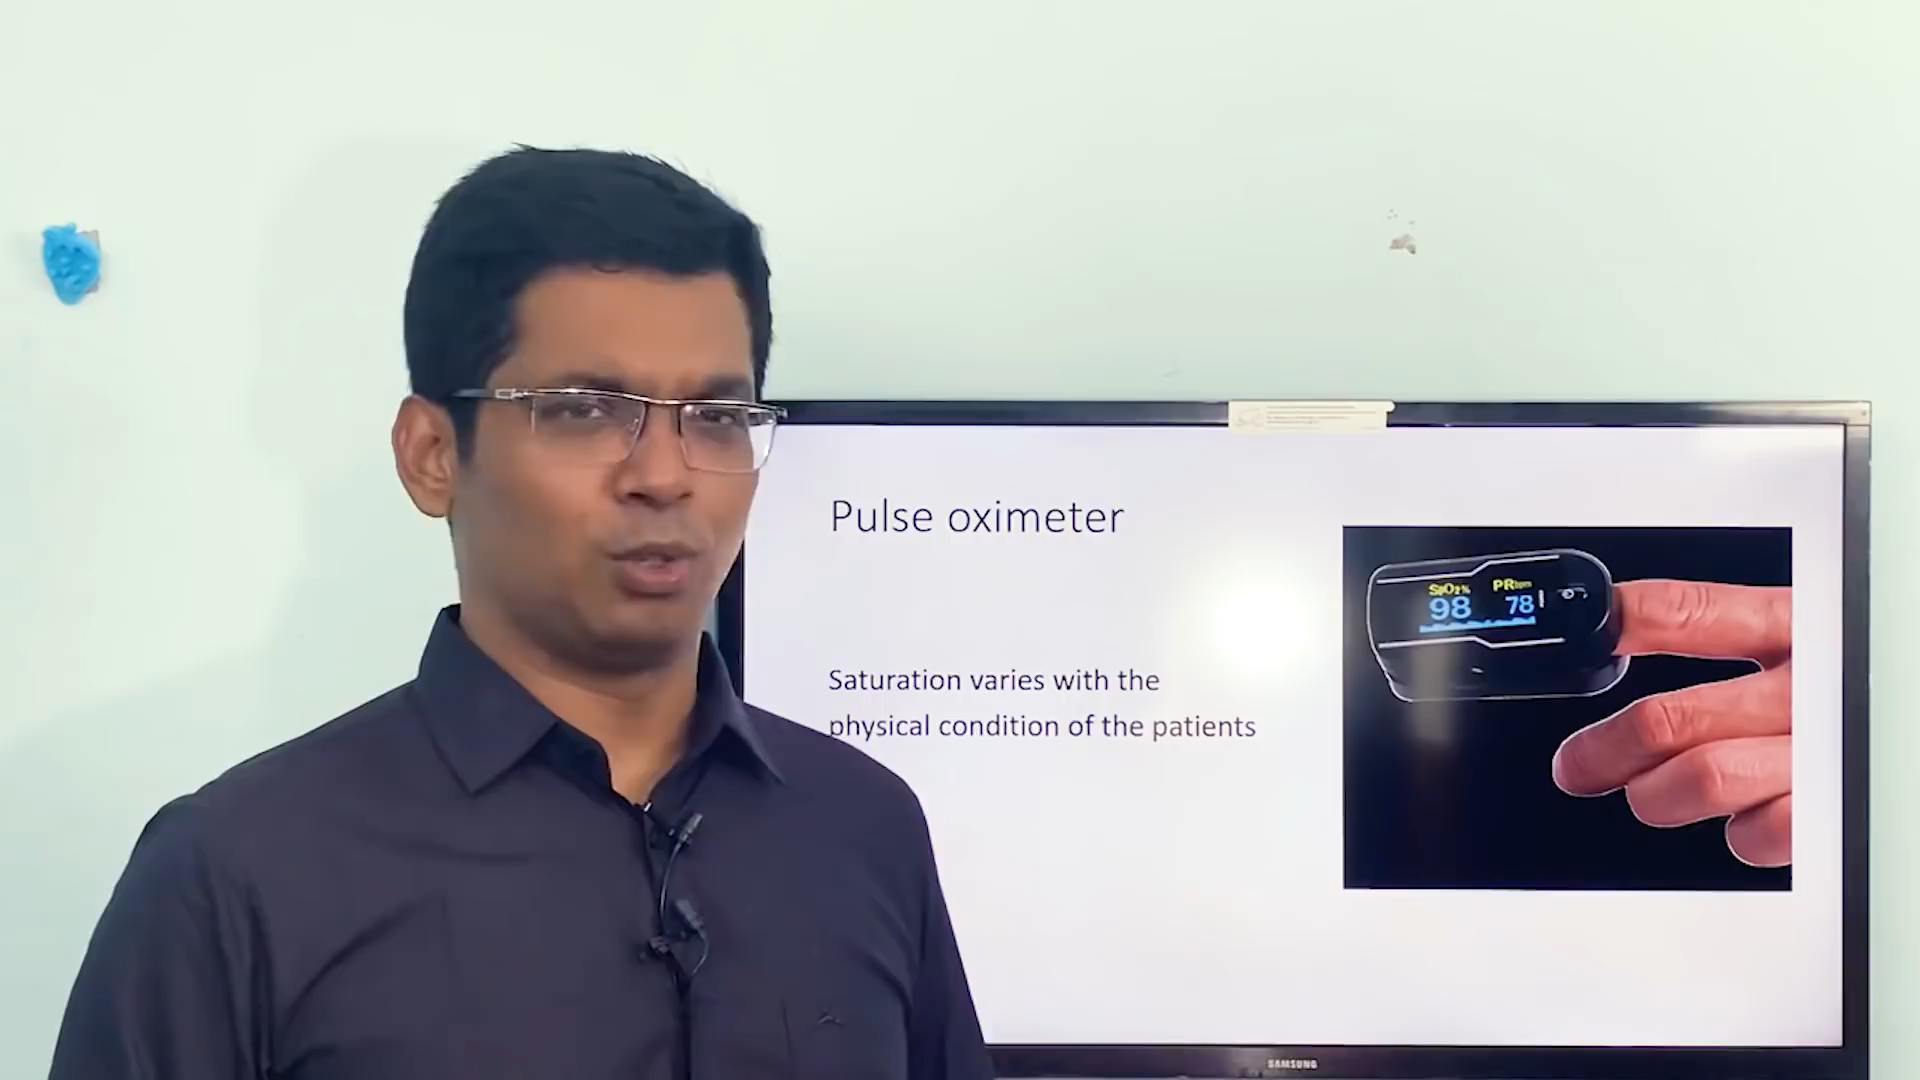 Pulse oximeter
SpO2% PRbpm
98 78
Saturation varies with the
physical condition of the patients
SAMSUNG